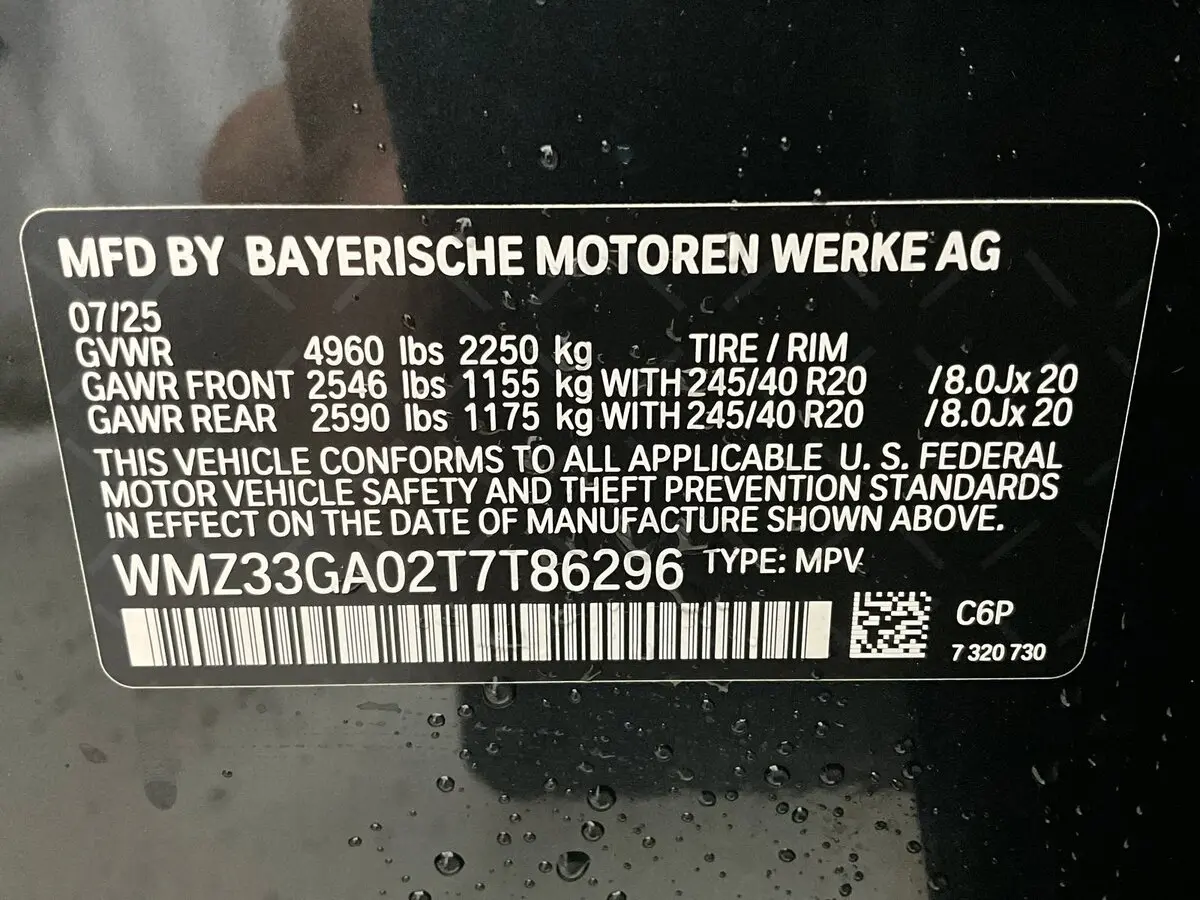 MFD BY BAYERISCHE MOTOREN WERKE AG
07/25
GVWR 4960 lbs 2250 kg TIRE / RIM
GAWR FRONT 2546 lbs 1155 kg WITH 245/40 R20 /8.0Jx 20
GAWR REAR 2590 lbs 1175 kg WITH 245/40 R20 /8.0Jx 20
THIS VEHICLE CONFORMS TO ALL APPLICABLE U. S. FEDERAL
MOTOR VEHICLE SAFETY AND THEFT PREVENTION STANDARDS
IN EFFECT ON THE DATE OF MANUFACTURE SHOWN ABOVE.
WMZ33GA02T7T86296 TYPE: MPV
C6P
7 320 730